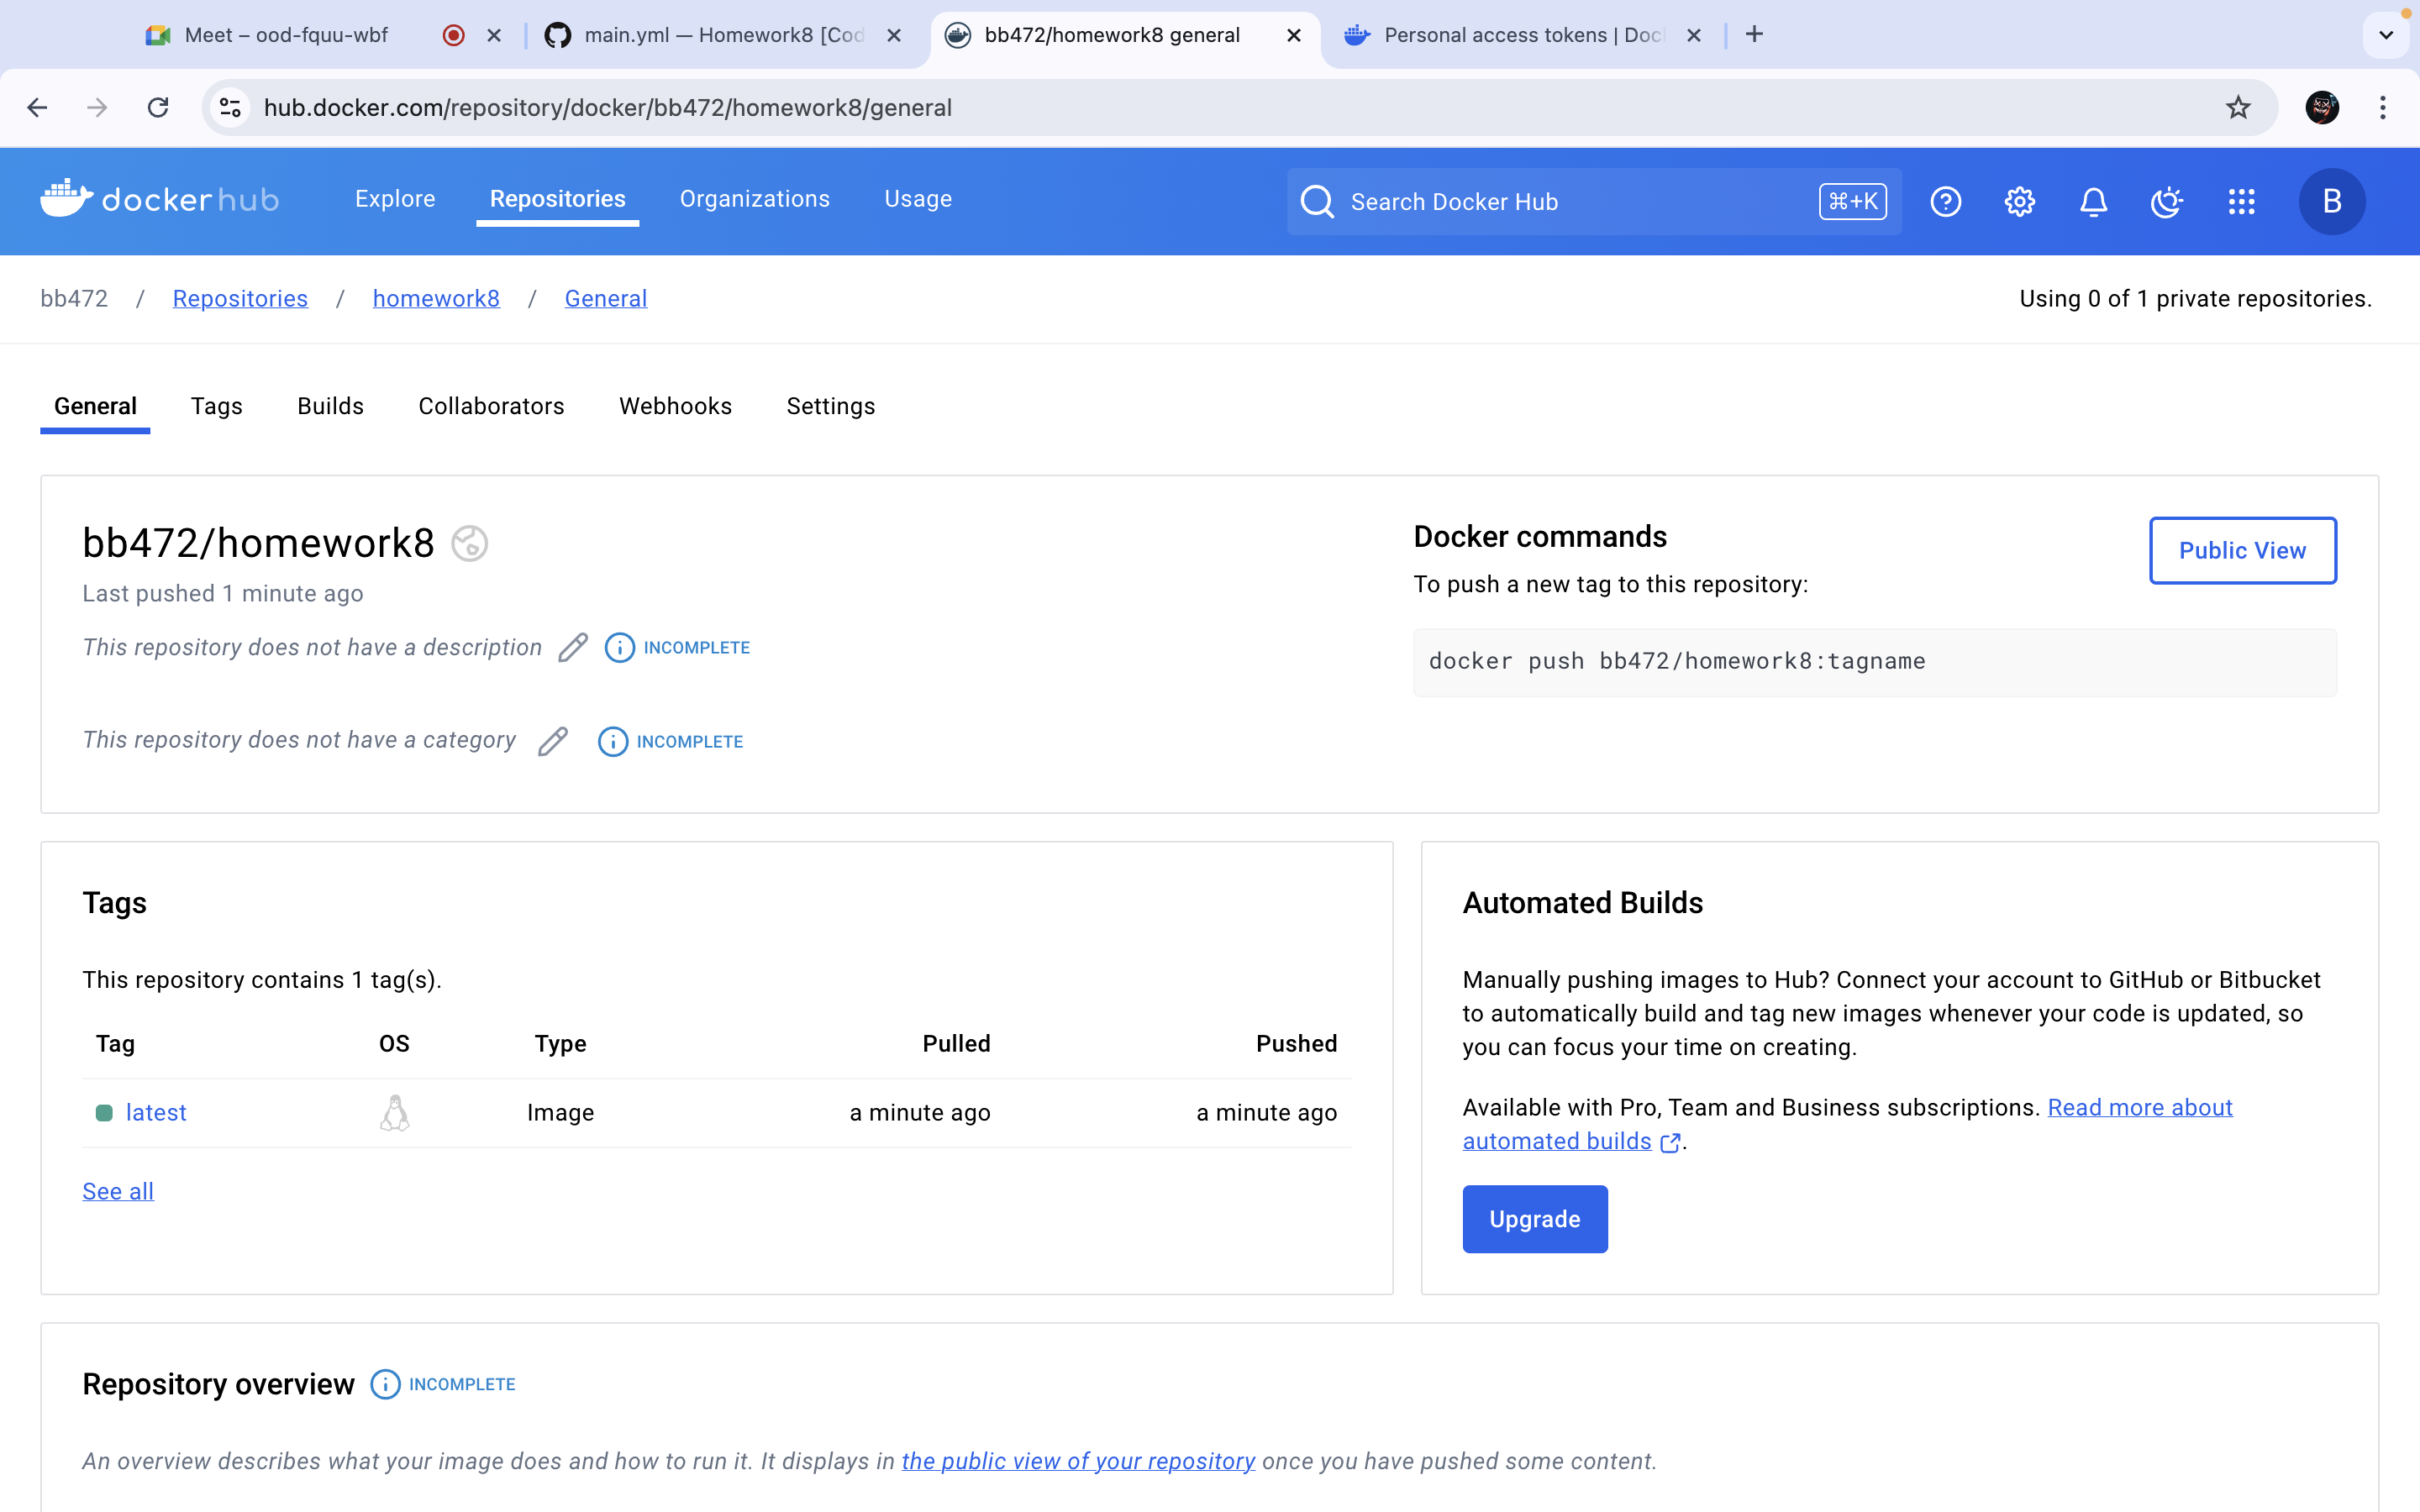 Meet – ood-fquu-wbf
main.yml — Homework8 [Cod
bb472/homework8 general
Personal access tokens | Doc
hub.docker.com/repository/docker/bb472/homework8/general
dockerhub
Explore
Repositories
Organizations
Usage
Search Docker Hub
⌘+K
B
bb472 / Repositories / homework8 / General
Using 0 of 1 private repositories.
General
Tags
Builds
Collaborators
Webhooks
Settings
bb472/homework8
Last pushed 1 minute ago
This repository does not have a description
INCOMPLETE
This repository does not have a category
INCOMPLETE
Docker commands
Public View
To push a new tag to this repository:
docker push bb472/homework8:tagname
Tags
This repository contains 1 tag(s).
Tag OS Type Pulled Pushed
latest Image a minute ago a minute ago
See all
Automated Builds
Manually pushing images to Hub? Connect your account to GitHub or Bitbucket
to automatically build and tag new images whenever your code is updated, so
you can focus your time on creating.
Available with Pro, Team and Business subscriptions. Read more about
automated builds.
Upgrade
Repository overview
INCOMPLETE
An overview describes what your image does and how to run it. It displays in the public view of your repository once you have pushed some content.